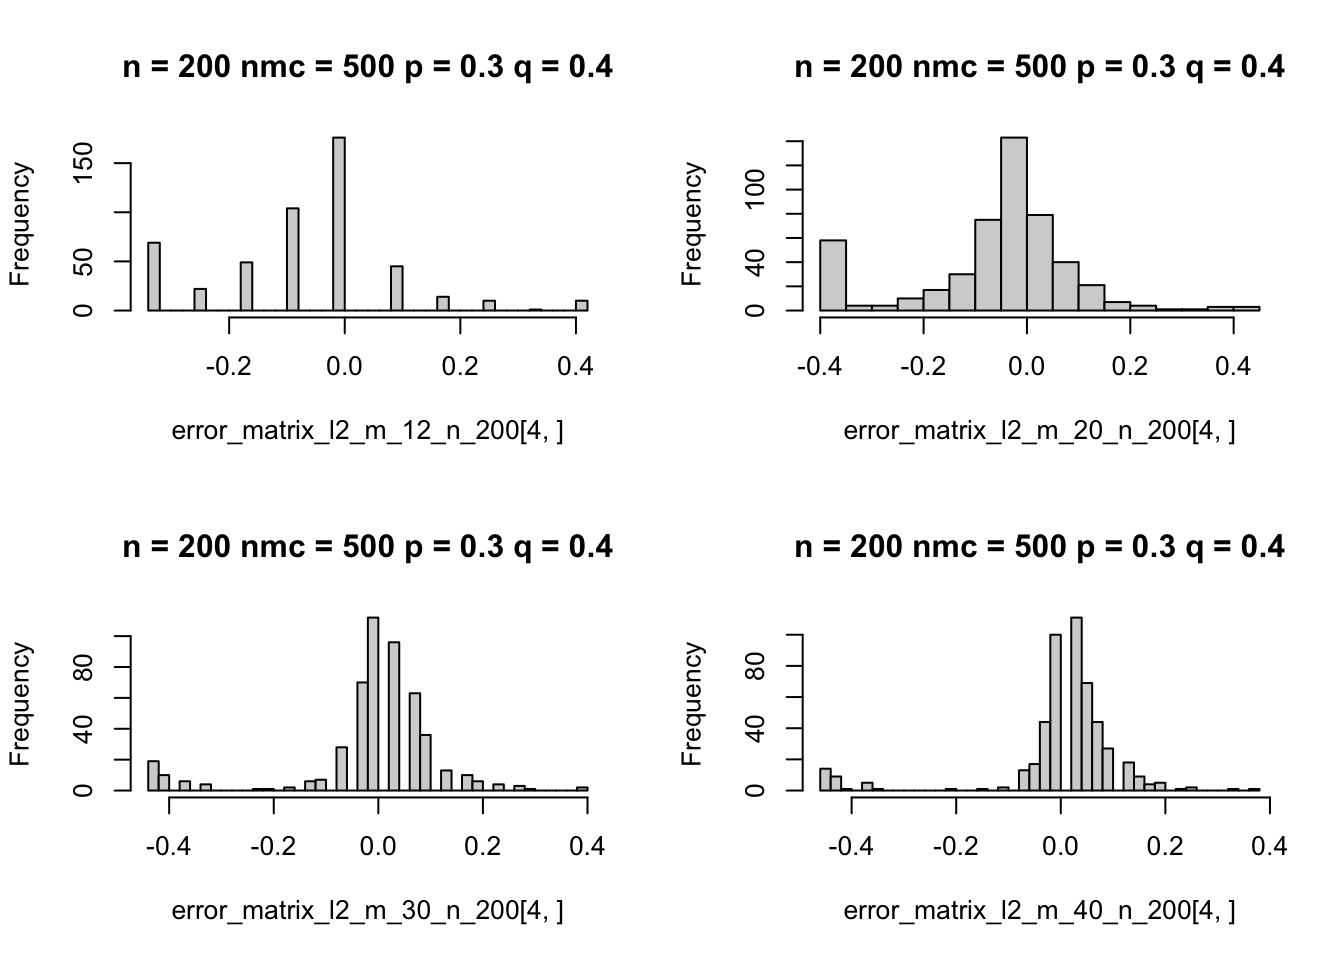 n = 200 nmc = 500 p = 0.3 q = 0.4
Frequency
0 50 150
-0.2 0.0 0.2 0.4
error_matrix_l2_m_12_n_200[4, ]
n = 200 nmc = 500 p = 0.3 q = 0.4
Frequency
0 40 100
-0.4 -0.2 0.0 0.2 0.4
error_matrix_l2_m_20_n_200[4, ]
n = 200 nmc = 500 p = 0.3 q = 0.4
Frequency
0 40 80
-0.4 -0.2 0.0 0.2 0.4
error_matrix_l2_m_30_n_200[4, ]
n = 200 nmc = 500 p = 0.3 q = 0.4
Frequency
0 40 80
-0.4 -0.2 0.0 0.2 0.4
error_matrix_l2_m_40_n_200[4, ]